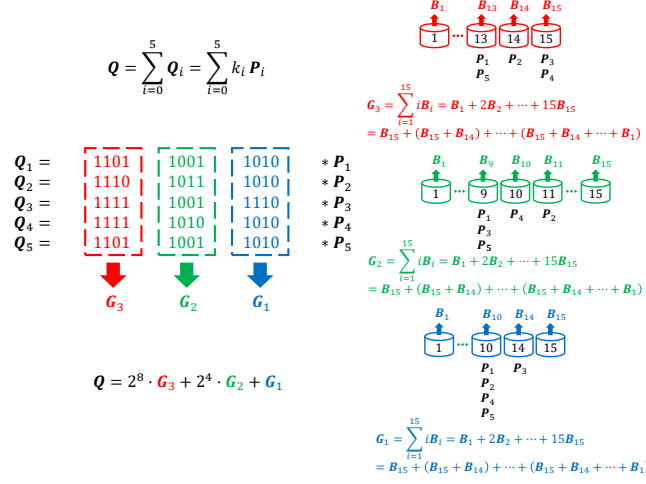 Q = ∑_{i=0}^{5} Q_i = ∑_{i=0}^{5} k_i P_i
Q_1 = 1101 1001 1010 * P_1
Q_2 = 1110 1011 1010 * P_2
Q_3 = 1111 1001 1110 * P_3
Q_4 = 1111 1010 1010 * P_4
Q_5 = 1101 1001 1010 * P_5
G_3 G_2 G_1
Q = 2^8 · G_3 + 2^4 · G_2 + G_1
B_1 B_13 B_14 B_15
1 ··· 13 14 15
P_1 P_2 P_3
P_5 P_4
G_3 = ∑_{i=1}^{15} iB_i = B_1 + 2B_2 + ⋯ + 15B_15
= B_15 + (B_15 + B_14) + ⋯ + (B_15 + B_14 + ⋯ + B_1)
B_1 B_9 B_10 B_11 B_15
1 ··· 9 10 11 ··· 15
P_1 P_4 P_2
P_3
P_5
G_2 = ∑_{i=1}^{15} iB_i = B_1 + 2B_2 + ⋯ + 15B_15
= B_15 + (B_15 + B_14) + ⋯ + (B_15 + B_14 + ⋯ + B_1)
B_1 B_10 B_14 B_15
1 ··· 10 14 15
P_1 P_3
P_2
P_4
P_5
G_1 = ∑_{i=1}^{15} iB_i = B_1 + 2B_2 + ⋯ + 15B_15
= B_15 + (B_15 + B_14) + ⋯ + (B_15 + B_14 + ⋯ + B_1)